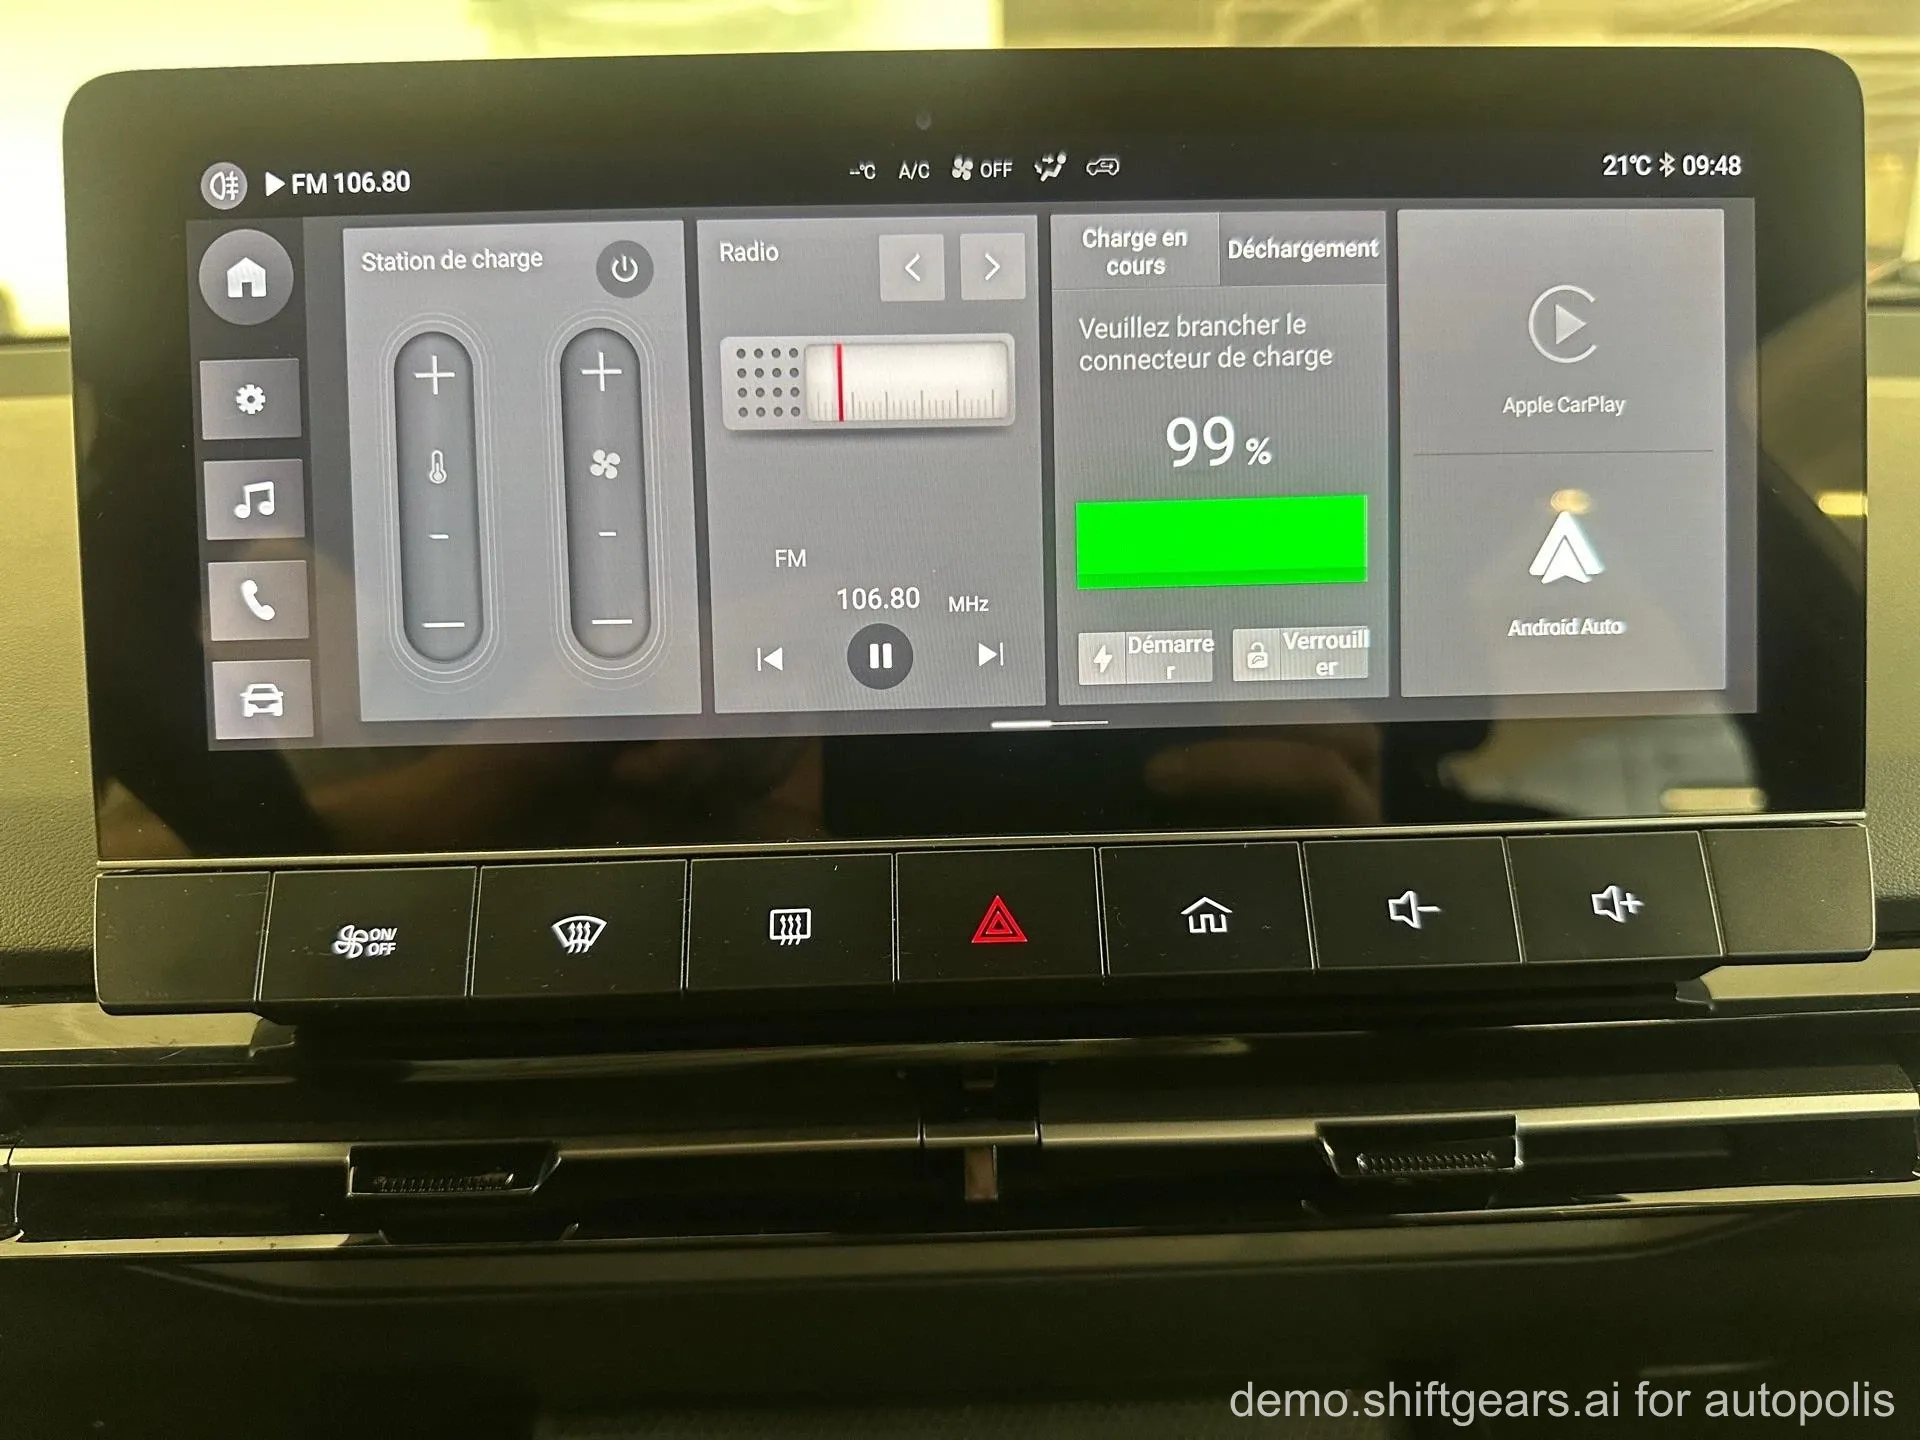 FM 106.80
--°C A/C OFF
21°C 09:48
Station de charge
Radio
FM
106.80 MHz
Charge en
cours
Déchargement
Veuillez brancher le
connecteur de charge
99 %
Démarre
r
Verrouill
er
Apple CarPlay
Android Auto
ON/
OFF
demo.shiftgears.ai for autopolis